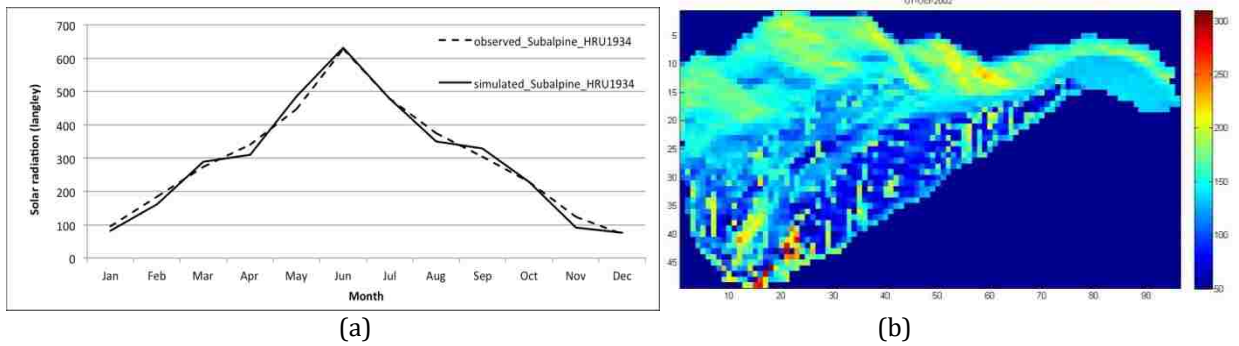 Solar radiation (langley)
700
600
500
400
300
200
100
0
Jan Feb Mar Apr May Jun Jul Aug Sep Oct Nov Dec
Month
observed_Subalpine_HRU1934
simulated_Subalpine_HRU1934
(a)
5
10
15
20
25
30
35
40
45
10 20 30 40 50 60 70 80 90
300
250
200
150
100
50
(b)